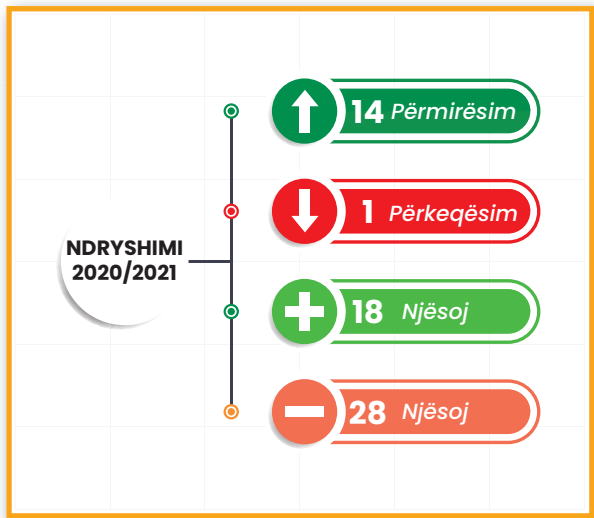 NDRYSHIMI
2020/2021
14 Përmirësim
1 Përkeqësim
18 Njësoj
28 Njësoj